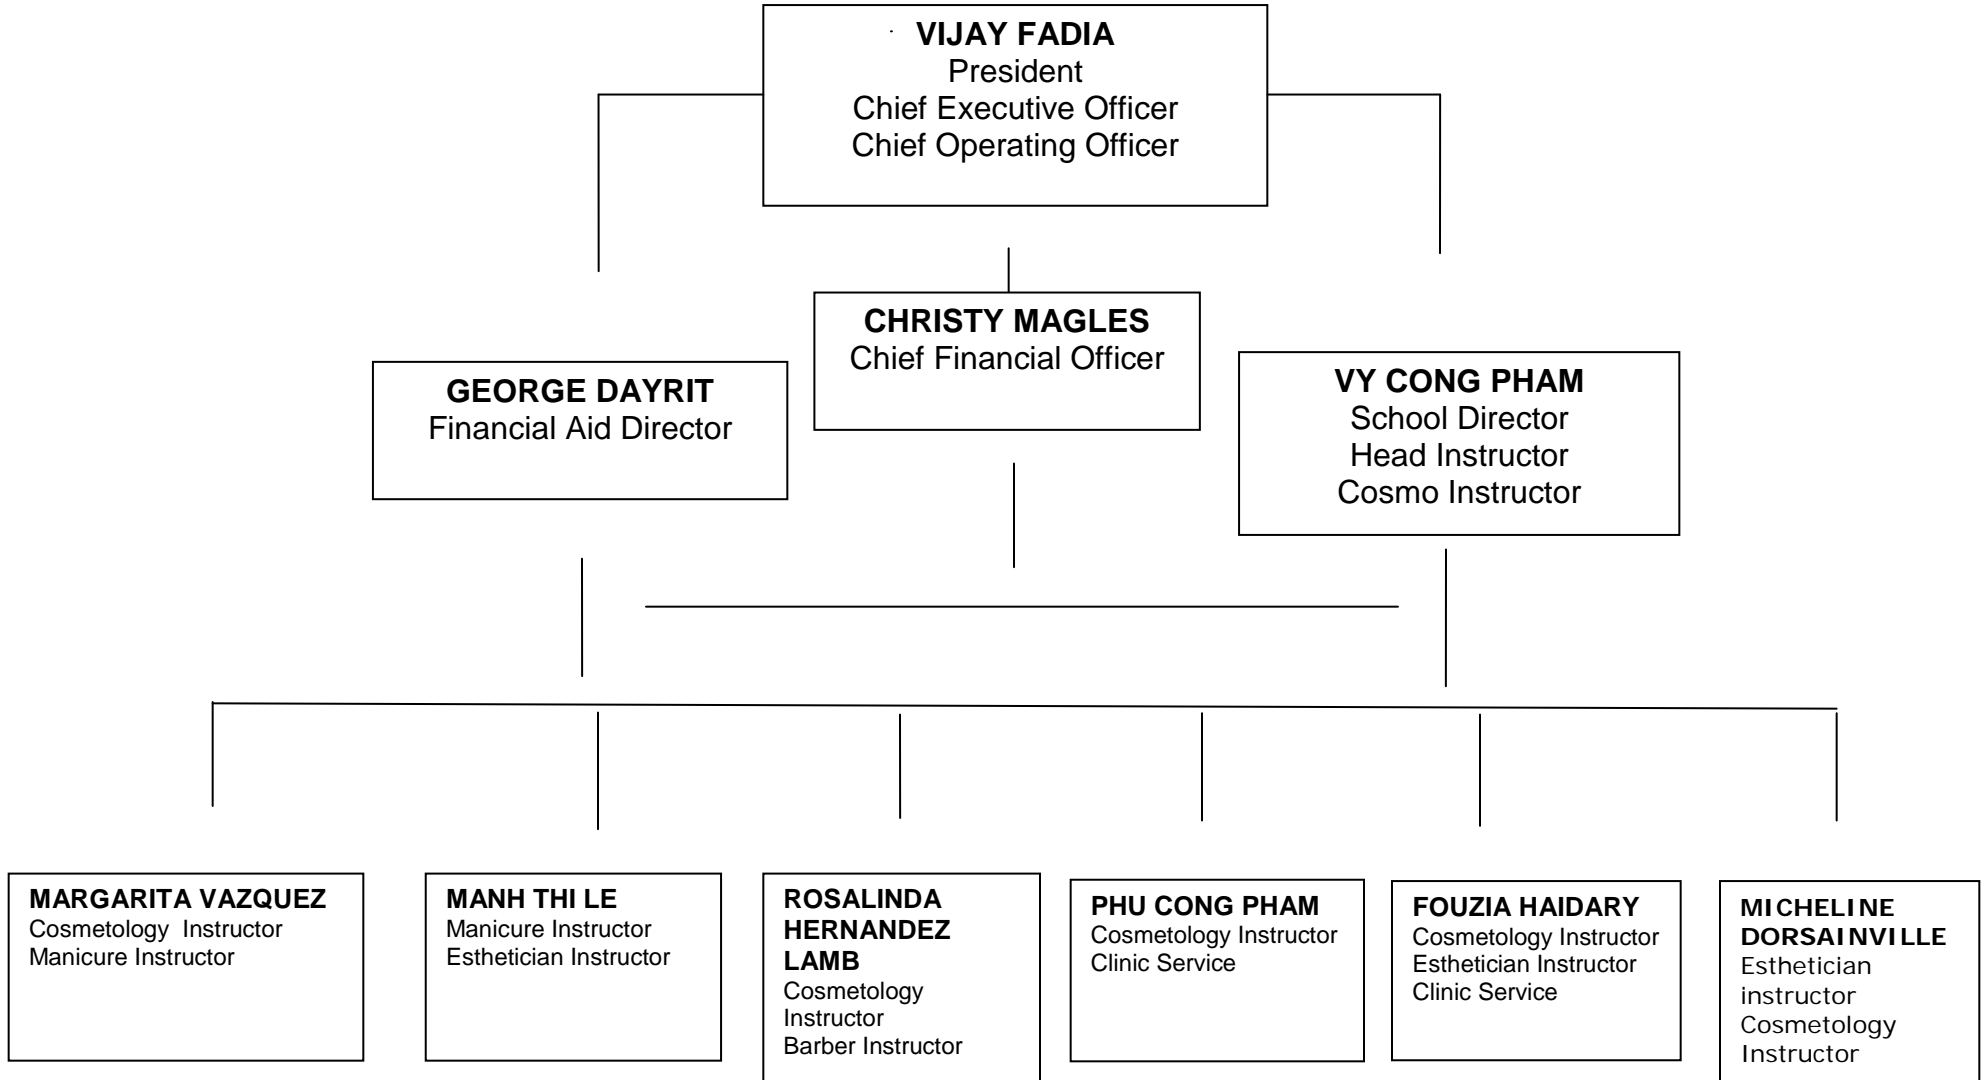 VIJAY FADIA
President
Chief Executive Officer
Chief Operating Officer
CHRISTY MAGLES
Chief Financial Officer
GEORGE DAYRIT
Financial Aid Director
VY CONG PHAM
School Director
Head Instructor
Cosmo Instructor
MARGARITA VAZQUEZ
Cosmetology Instructor
Manicure Instructor
MANH THI LE
Manicure Instructor
Esthetician Instructor
ROSALINDA
HERNANDEZ
LAMB
Cosmetology
Instructor
Barber Instructor
PHU CONG PHAM
Cosmetology Instructor
Clinic Service
FOUZIA HAIDARY
Cosmetology Instructor
Esthetician Instructor
Clinic Service
MICHELINE
DORSAINVILLE
Esthetician
instructor
Cosmetology
Instructor